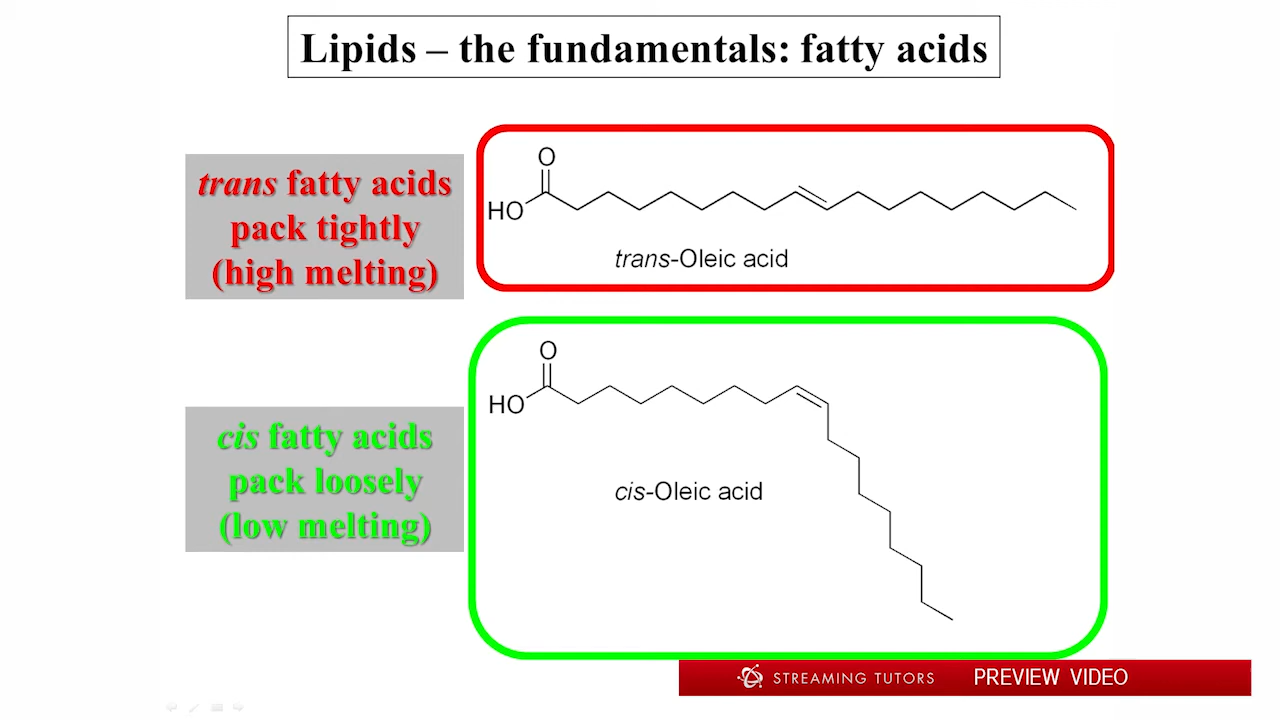 Lipids – the fundamentals: fatty acids
trans fatty acids
pack tightly
(high melting)
O
HO
trans-Oleic acid
cis fatty acids
pack loosely
(low melting)
O
HO
cis-Oleic acid
STREAMING TUTORS PREVIEW VIDEO